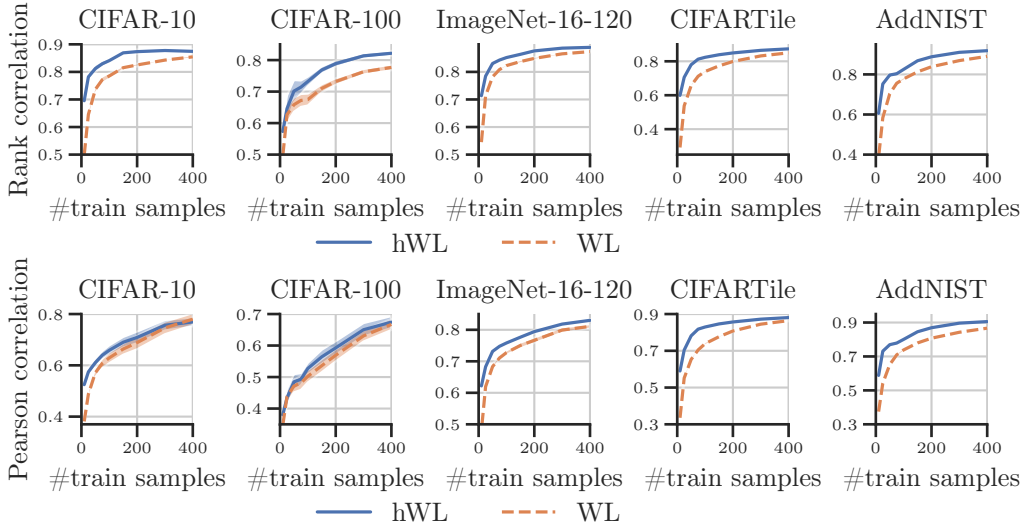 CIFAR-10 CIFAR-100 ImageNet-16-120 CIFARTile AddNIST
Rank correlation
0.9 0.8 0.7 0.6 0.5
0.8 0.7 0.6 0.5
0.9 0.8 0.7 0.6 0.5
0.8 0.6 0.4
0.8 0.6 0.4
0 200 400 0 200 400 0 200 400 0 200 400 0 200 400
#train samples #train samples #train samples #train samples #train samples
hWL WL
CIFAR-10 CIFAR-100 ImageNet-16-120 CIFARTile AddNIST
Pearson correlation
0.8 0.6 0.4
0.7 0.6 0.5 0.4
0.8 0.7 0.6 0.5
0.9 0.7 0.5 0.3
0.9 0.7 0.5 0.3
0 200 400 0 200 400 0 200 400 0 200 400 0 200 400
#train samples #train samples #train samples #train samples #train samples
hWL WL